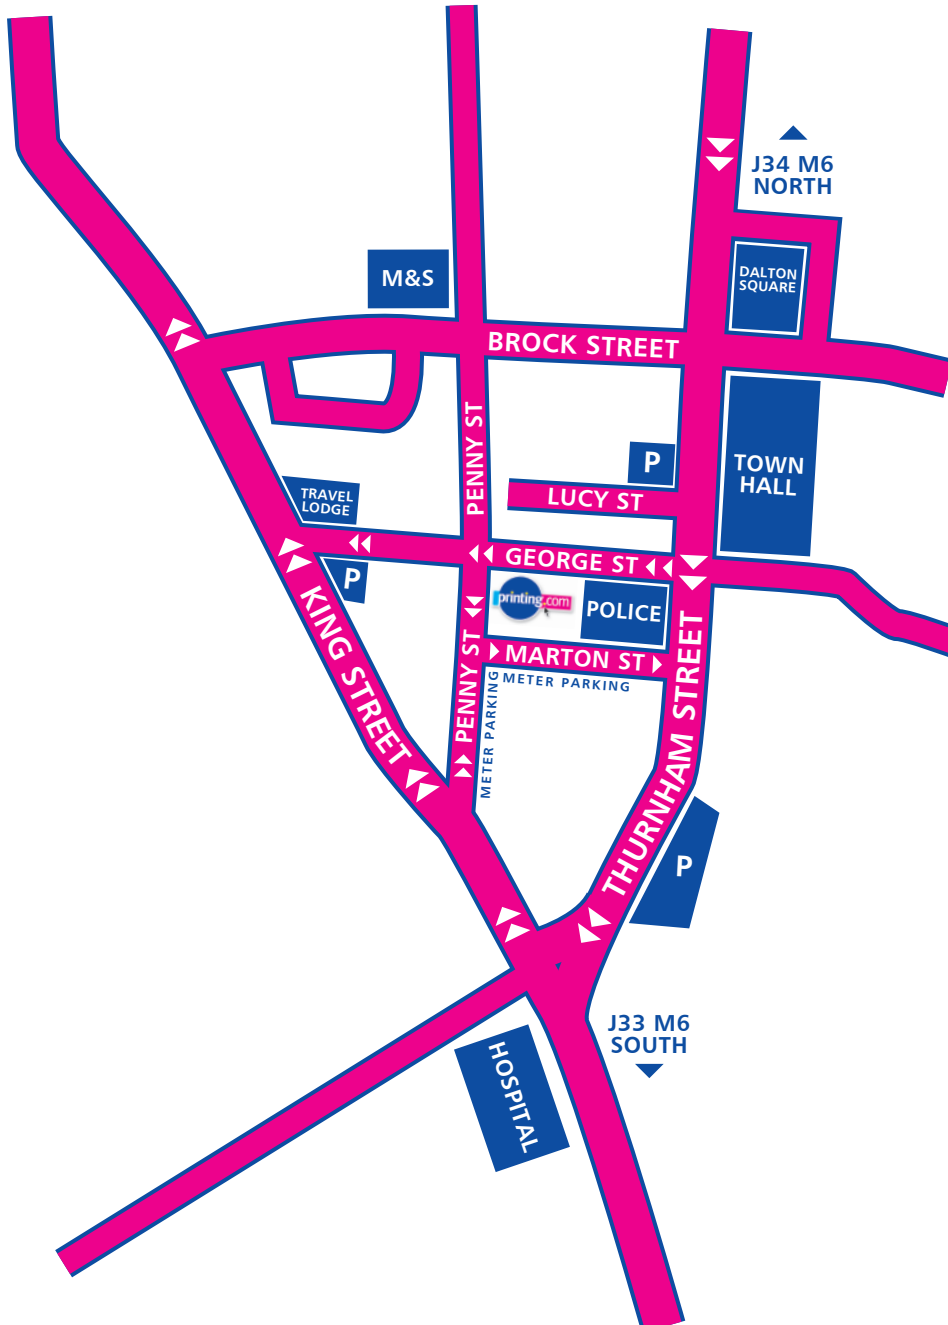 J34 M6
NORTH
M&S
DALTON
SQUARE
BROCK STREET
PENNY ST
P
TOWN
HALL
TRAVEL
LODGE
LUCY ST
GEORGE ST
P
printing.com
POLICE
KING STREET
PENNY ST
MARTON ST
METER PARKING
METER PARKING
THURNHAM STREET
P
J33 M6
SOUTH
HOSPITAL